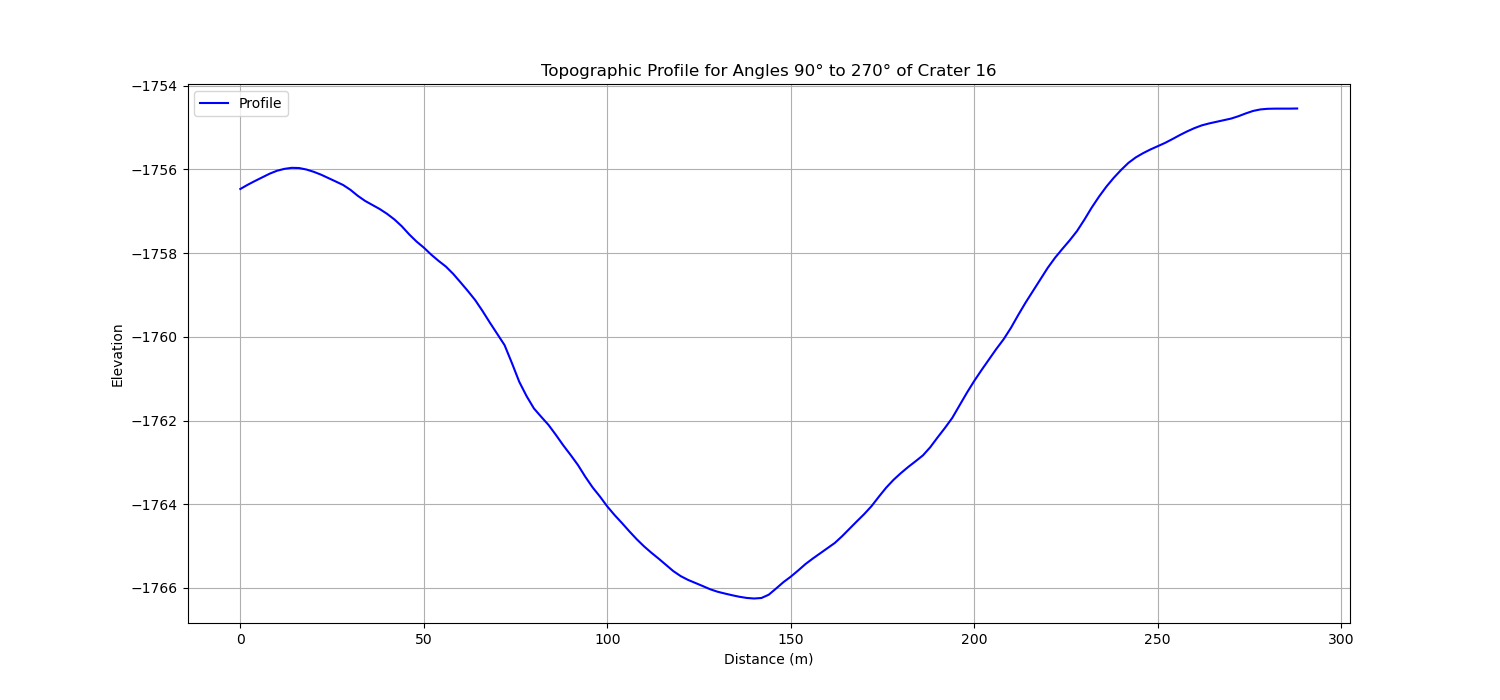 Topographic Profile for Angles 90° to 270° of Crater 16
Profile
Elevation
−1754
−1756
−1758
−1760
−1762
−1764
−1766
0 50 100 150 200 250 300
Distance (m)